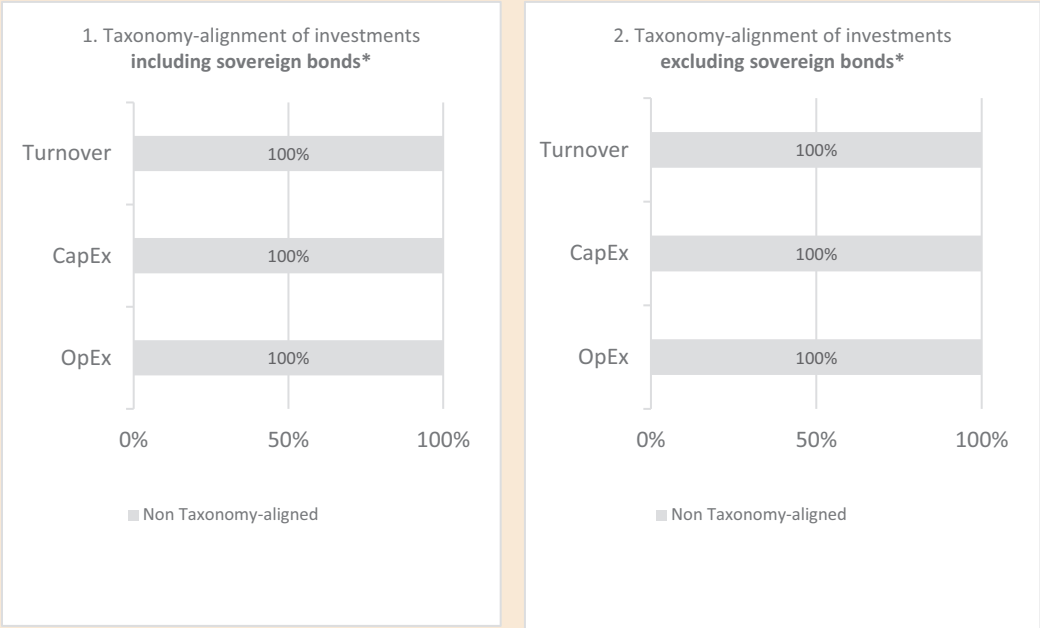 1. Taxonomy-alignment of investments
including sovereign bonds*
Turnover
100%
CapEx
100%
OpEx
100%
0% 50% 100%
Non Taxonomy-aligned
2. Taxonomy-alignment of investments
excluding sovereign bonds*
Turnover
100%
CapEx
100%
OpEx
100%
0% 50% 100%
Non Taxonomy-aligned